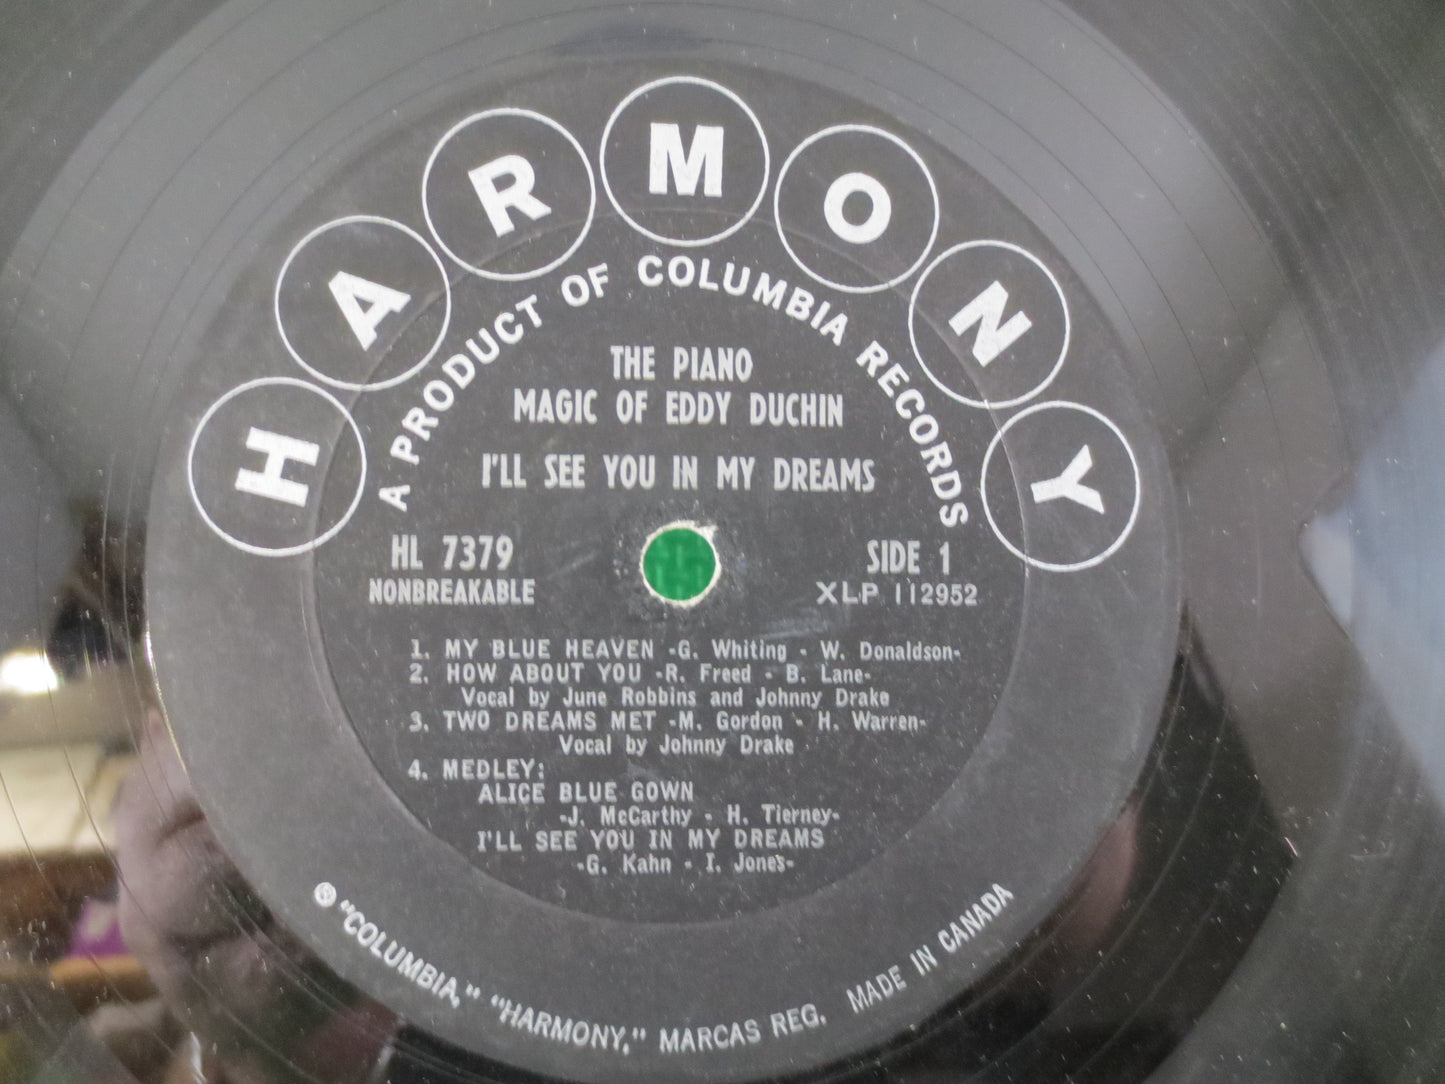 HARMONY
A PRODUCT OF COLUMBIA RECORDS
THE PIANO
MAGIC OF EDDY DUCHIN
I'LL SEE YOU IN MY DREAMS
HL 7379
NONBREAKABLE
SIDE 1
XLP 112952
1. MY BLUE HEAVEN -G. Whiting - W. Donaldson-
2. HOW ABOUT YOU -R. Freed - B. Lane-
Vocal by June Robbins and Johnny Drake
3. TWO DREAMS MET -M. Gordon - H. Warren-
Vocal by Johnny Drake
4. MEDLEY:
ALICE BLUE GOWN
-J. McCarthy - H. Tierney-
I'LL SEE YOU IN MY DREAMS
-G. Kahn - I. Jones-
"COLUMBIA," "HARMONY," MARCAS REG. MADE IN CANADA